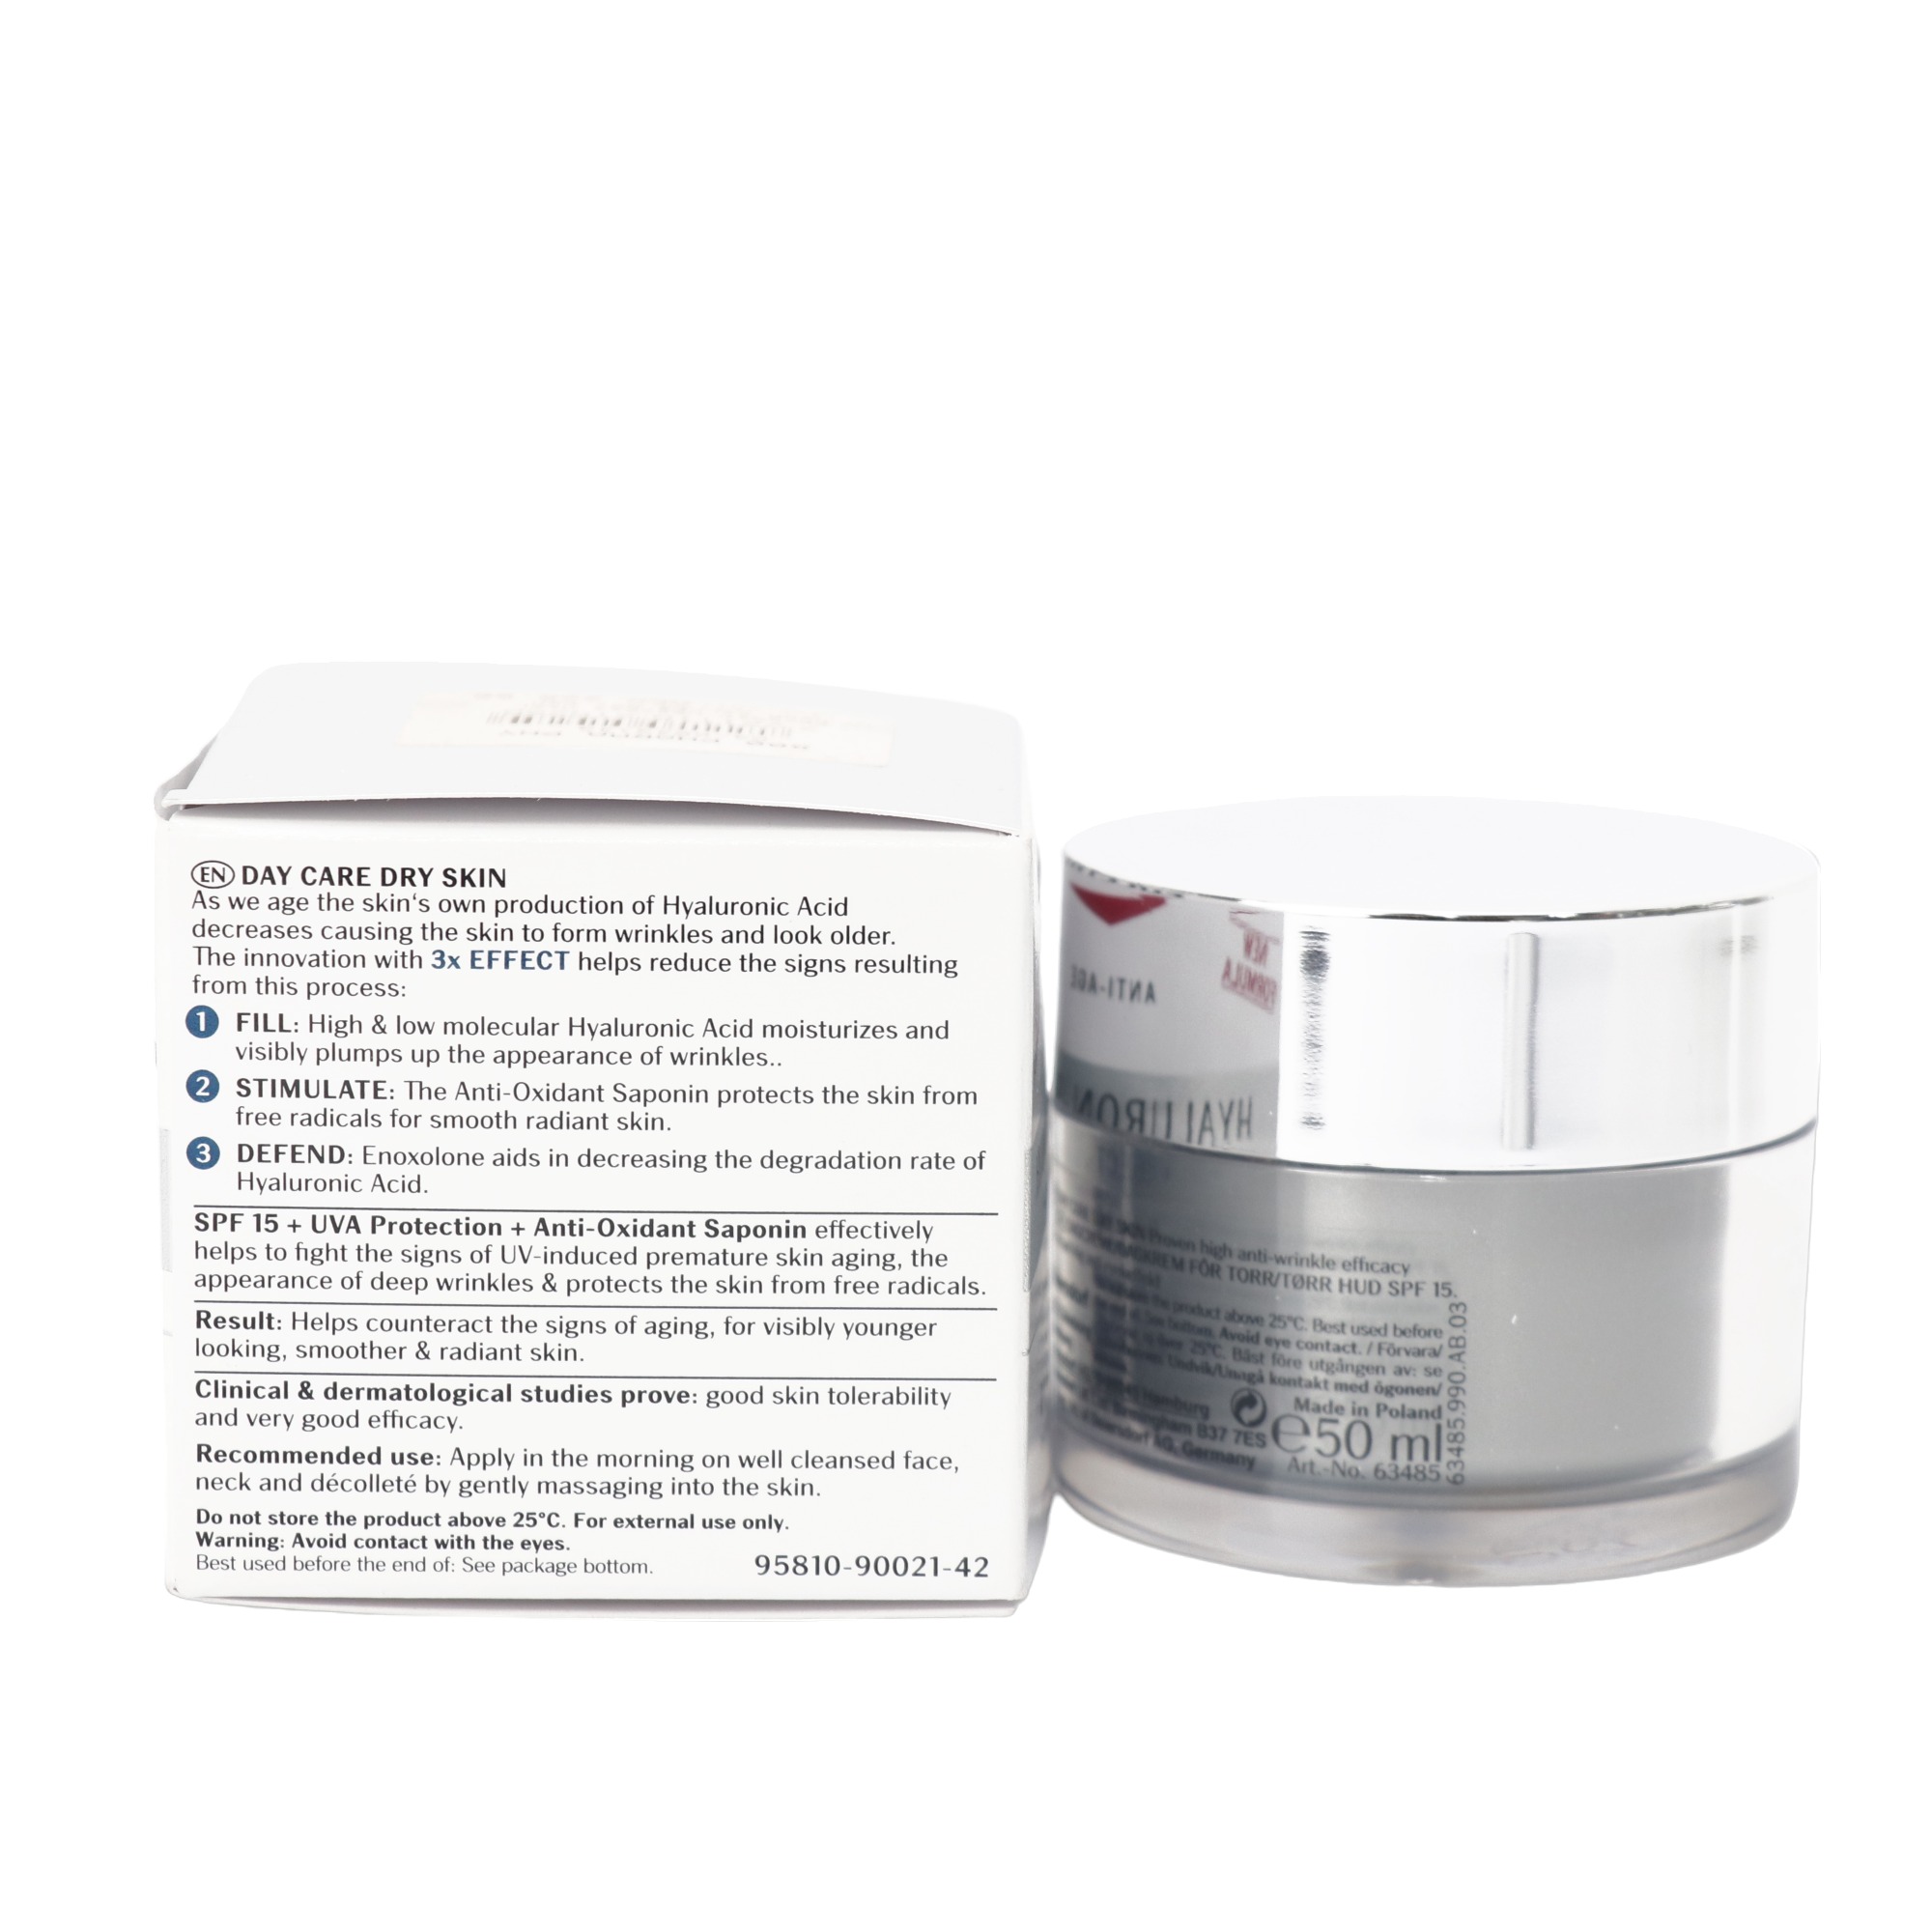 EN DAY CARE DRY SKIN
As we age the skin‘s own production of Hyaluronic Acid
decreases causing the skin to form wrinkles and look older.
The innovation with 3x EFFECT helps reduce the signs resulting
from this process:
1 FILL: High & low molecular Hyaluronic Acid moisturizes and
visibly plumps up the appearance of wrinkles..
2 STIMULATE: The Anti-Oxidant Saponin protects the skin from
free radicals for smooth radiant skin.
3 DEFEND: Enoxolone aids in decreasing the degradation rate of
Hyaluronic Acid.
SPF 15 + UVA Protection + Anti-Oxidant Saponin effectively
helps to fight the signs of UV-induced premature skin aging, the
appearance of deep wrinkles & protects the skin from free radicals.
Result: Helps counteract the signs of aging, for visibly younger
looking, smoother & radiant skin.
Clinical & dermatological studies prove: good skin tolerability
and very good efficacy.
Recommended use: Apply in the morning on well cleansed face,
neck and décolleté by gently massaging into the skin.
Do not store the product above 25°C. For external use only.
Warning: Avoid contact with the eyes.
Best used before the end of: See package bottom.
95810-90021-42
ANTI-AGE
NEW
FORMULA
Proven high anti-wrinkle efficacy
FÖR TORR/TØRR HUD SPF 15.
product above 25°C. Best used before
bottom. Avoid eye contact. / Förvara/
25°C. Bäst före utgången av: se
Undvik/Unngå kontakt med ögonen/
Hamburg
Made in Poland
B37 7ES
e50 ml
Germany
Art.-No. 63485
63485.990.AB.03